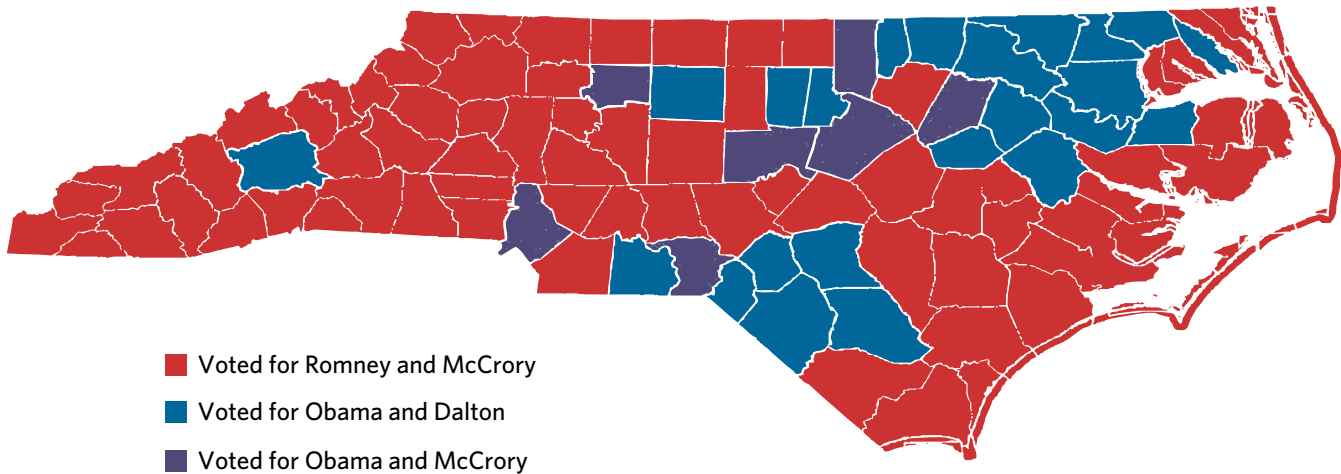 Voted for Romney and McCrory
Voted for Obama and Dalton
Voted for Obama and McCrory